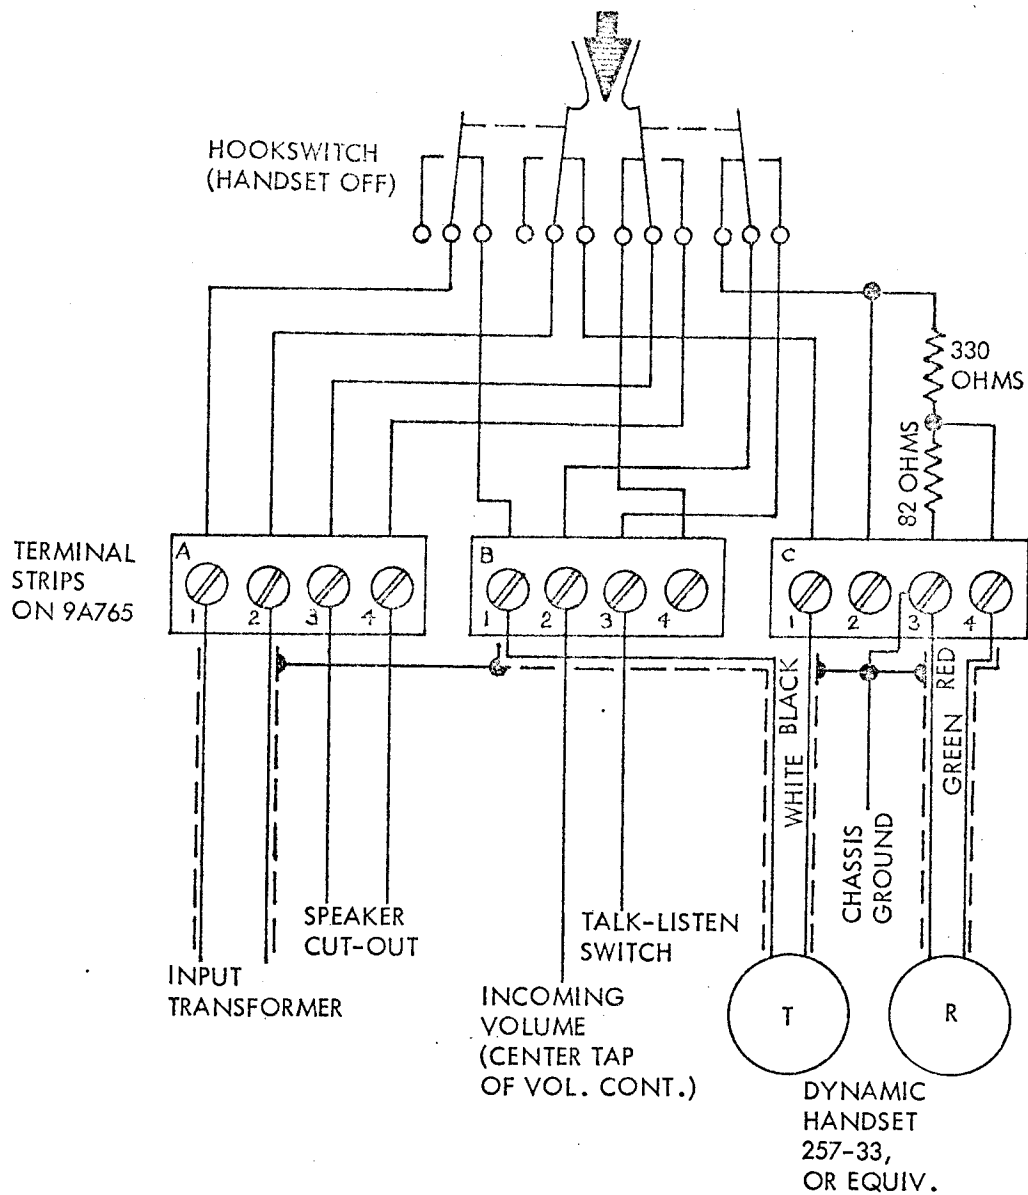 HOOKSWITCH
(HANDSET OFF)
330
OHMS
82 OHMS
TERMINAL
STRIPS
ON 9A765
A
1
2
3
4
B
1
2
3
4
C
1
2
3
4
WHITE
BLACK
GREEN
RED
CHASSIS
GROUND
SPEAKER
CUT-OUT
TALK-LISTEN
SWITCH
INPUT
TRANSFORMER
INCOMING
VOLUME
(CENTER TAP
OF VOL. CONT.)
T
R
DYNAMIC
HANDSET
257-33,
OR EQUIV.